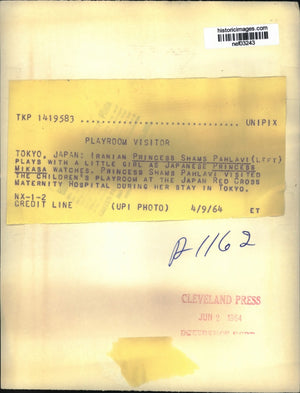 historicimages.com
nef03243
TKP 1419583 ............................ UNIPIX
PLAYROOM VISITOR
TOKYO, JAPAN: IRANIAN PRINCESS SHAMS PAHLAVI (LEFT)
PLAYS WITH A LITTLE GIRL AS JAPANESE PRINCESS
MIKASA WATCHES. PRINCESS SHAMS PAHLAVI VISITED
THE CHILDREN'S PLAYROOM AT THE JAPAN RED CROSS
MATERNITY HOSPITAL DURING HER STAY IN TOKYO.
NX-1-2
CREDIT LINE (UPI PHOTO) 4/9/64 ET
A1162
CLEVELAND PRESS
JUN 2 1964